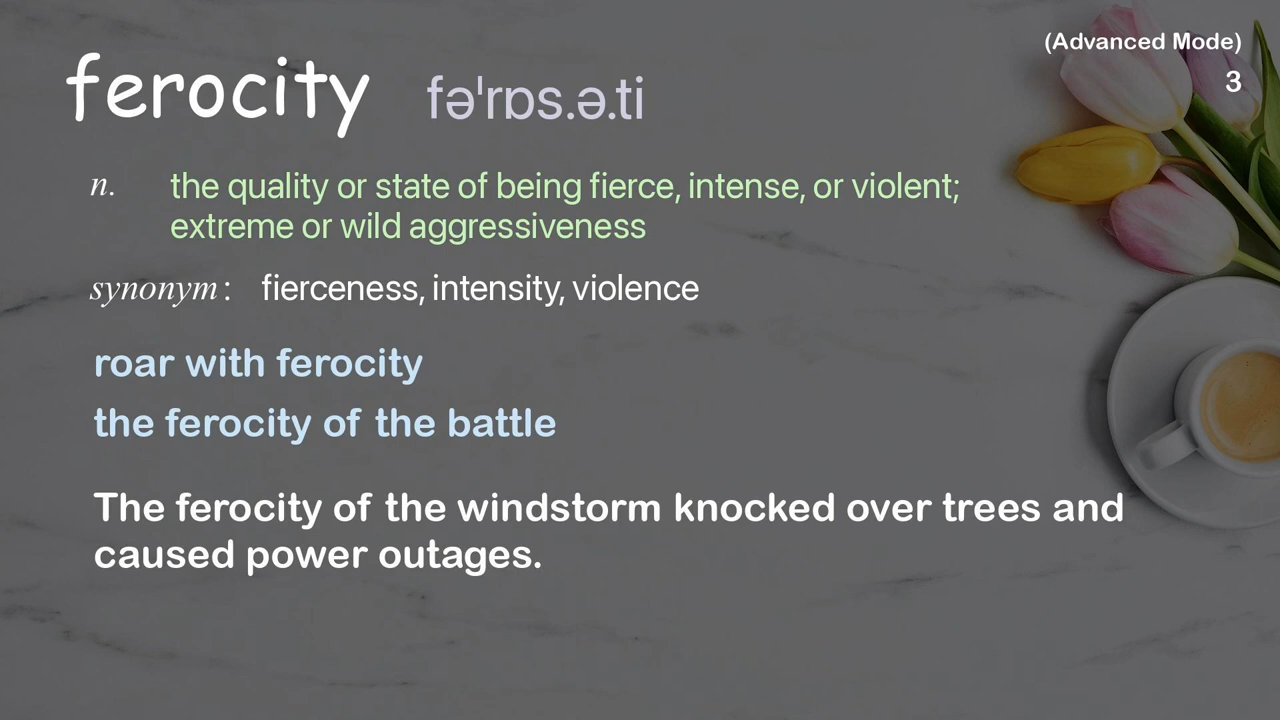 (Advanced Mode)
3
ferocity fə'rɒs.ə.ti
n. the quality or state of being fierce, intense, or violent;
extreme or wild aggressiveness
synonym: fierceness, intensity, violence
roar with ferocity
the ferocity of the battle
The ferocity of the windstorm knocked over trees and
caused power outages.